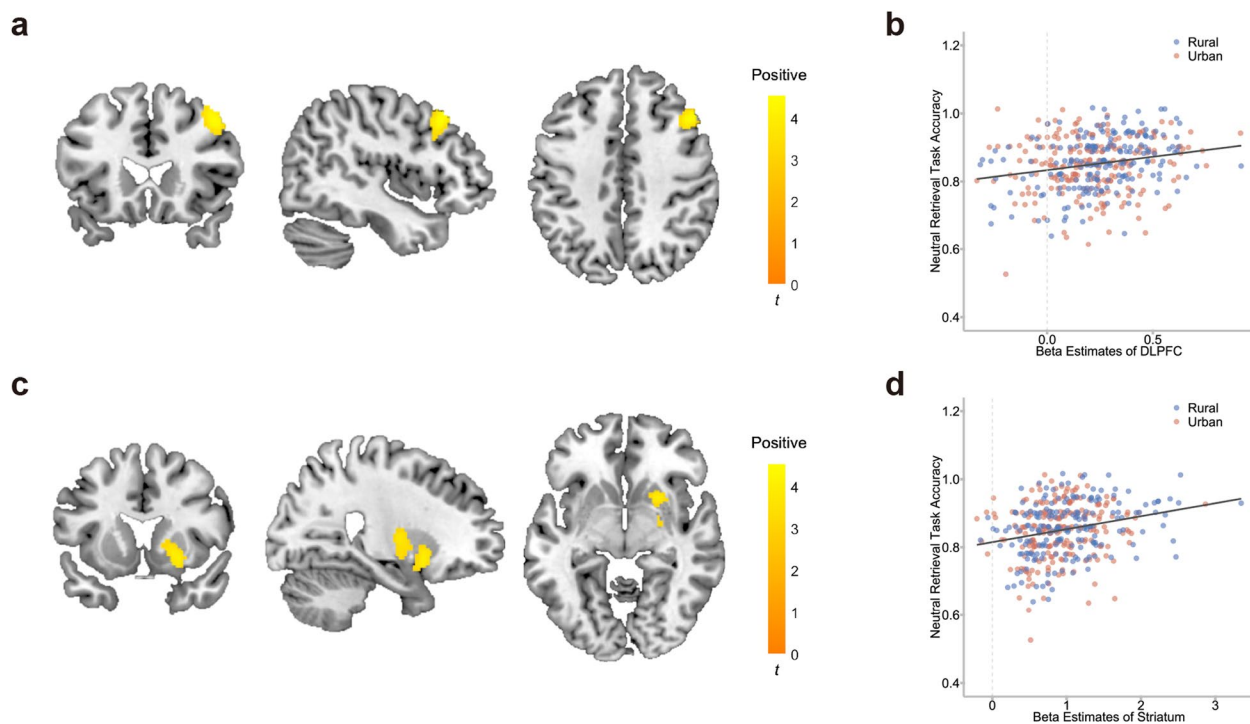 a
Positive
4
3
2
1
0
t
b
Rural
Urban
1.2
1.0
0.8
0.6
0.4
Neutral Retrieval Task Accuracy
0.0
0.5
Beta Estimates of DLPFC
c
Positive
4
3
2
1
0
t
d
Rural
Urban
1.2
1.0
0.8
0.6
0.4
Neutral Retrieval Task Accuracy
0
1
2
3
Beta Estimates of Striatum